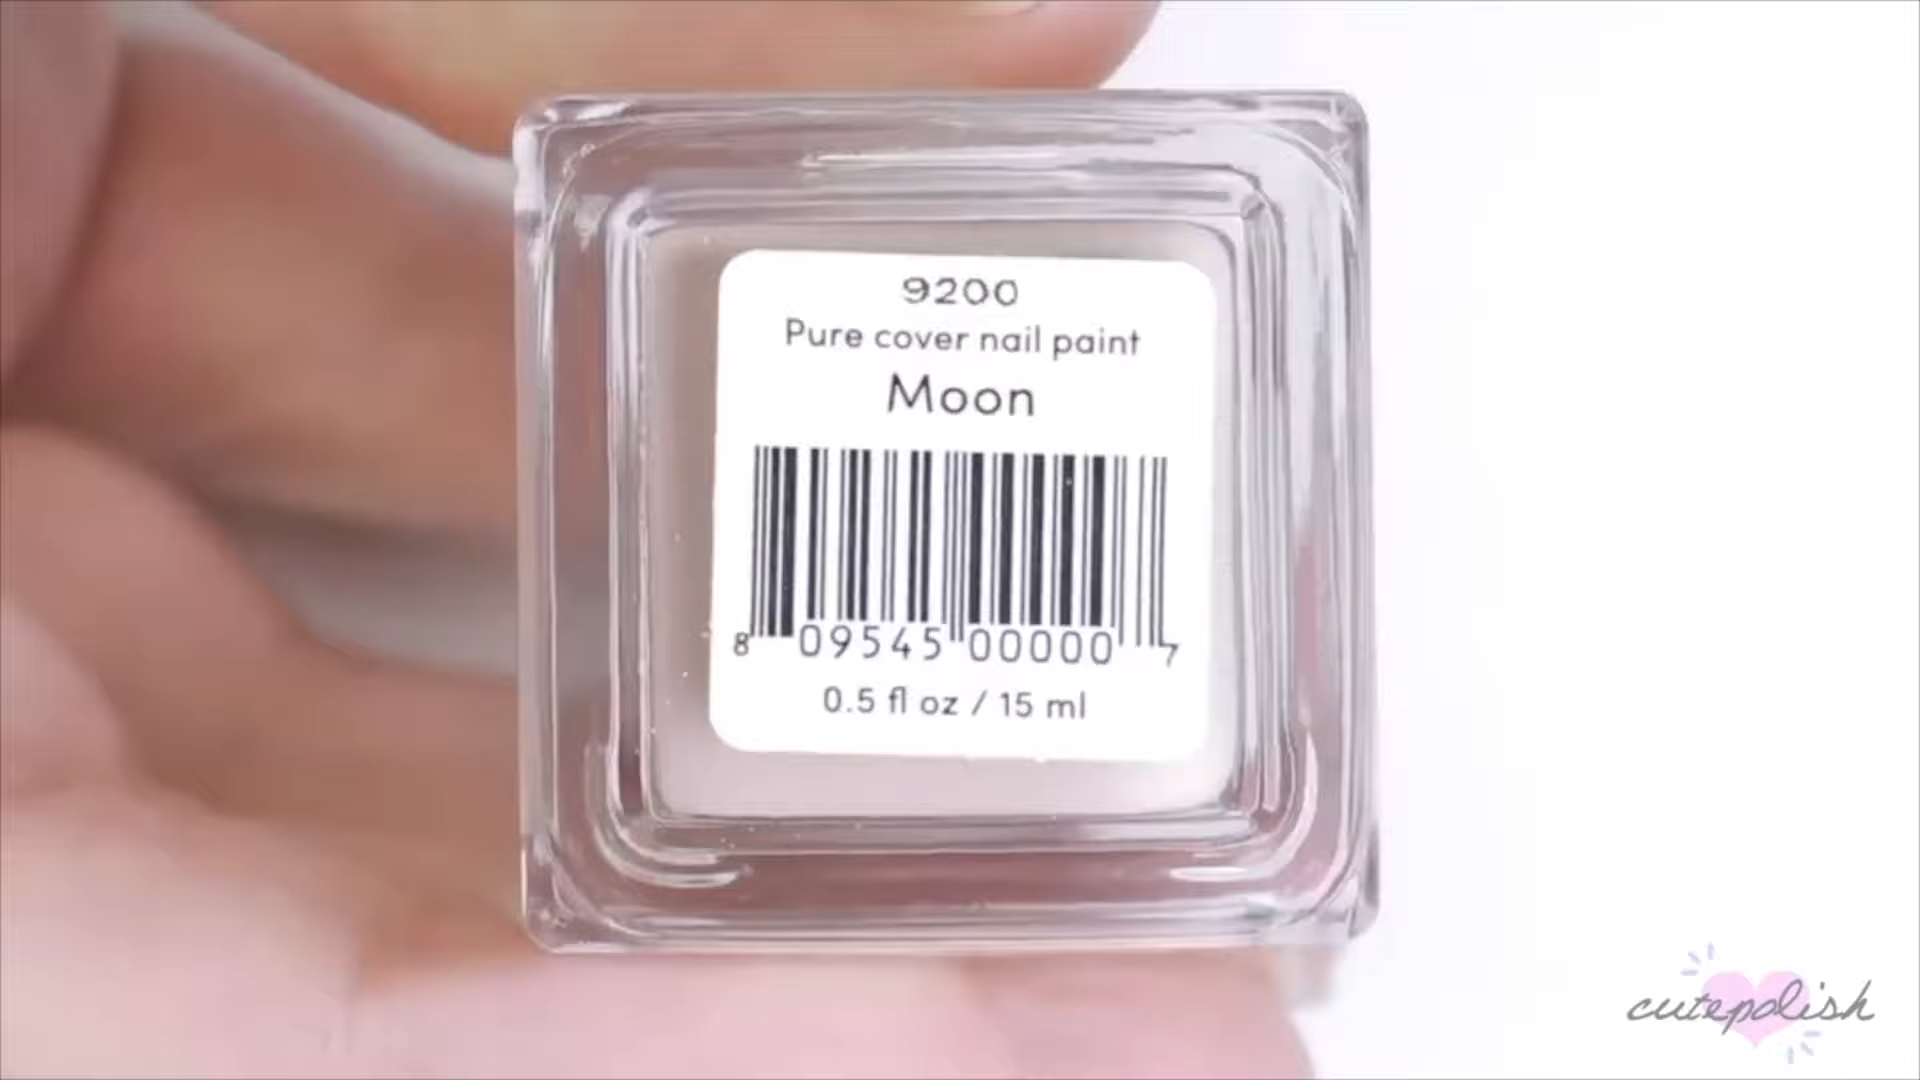 9200
Pure cover nail paint
Moon
8 09545 00000 7
0.5 fl oz / 15 ml
cutepolish